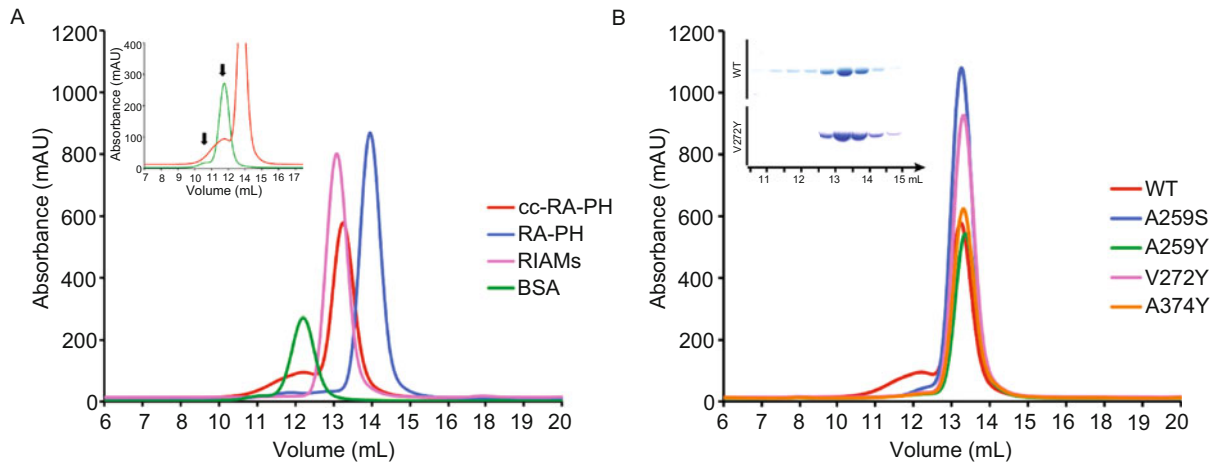 A
Absorbance (mAU)
1200
1000
800
600
400
200
0
6 7 8 9 10 11 12 13 14 15 16 17 18 19 20
Volume (mL)
Absorbance (mAU)
400
300
200
100
0
7 8 9 10 11 12 13 14 15 16 17
Volume (mL)
cc-RA-PH
RA-PH
RIAMs
BSA
B
Absorbance (mAU)
1200
1000
800
600
400
200
0
6 7 8 9 10 11 12 13 14 15 16 17 18 19 20
Volume (mL)
WT
V272Y
11 12 13 14 15 mL
WT
A259S
A259Y
V272Y
A374Y